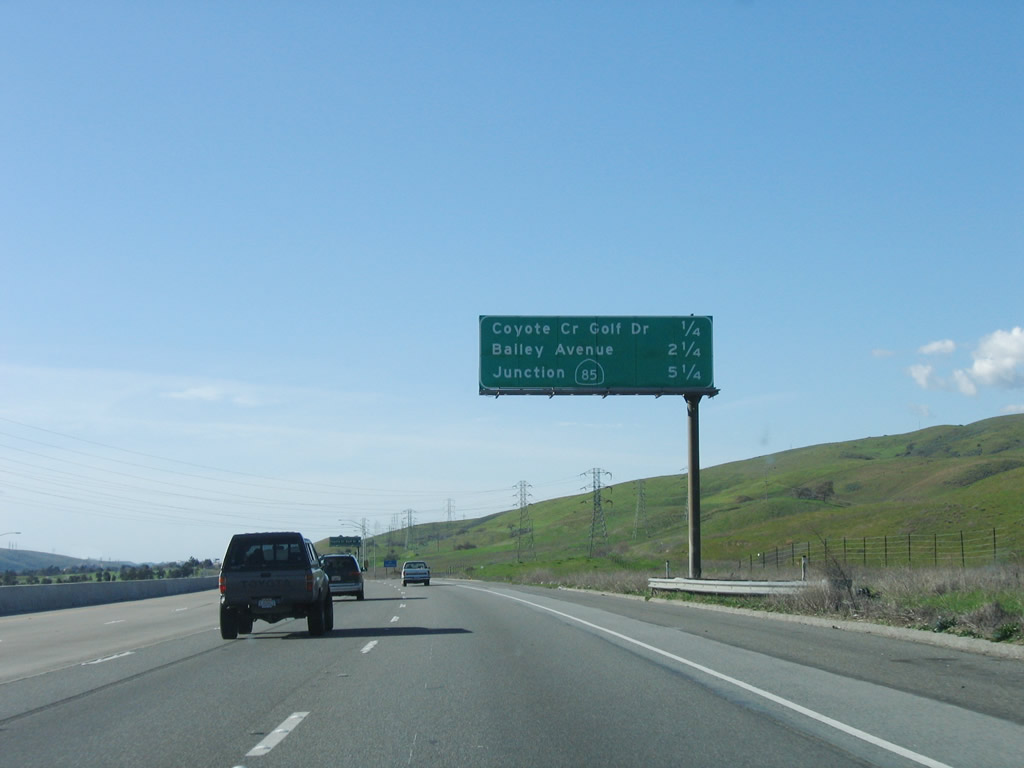 Coyote Cr Golf Dr 1/4
Bailey Avenue 2 1/4
Junction 85 5 1/4